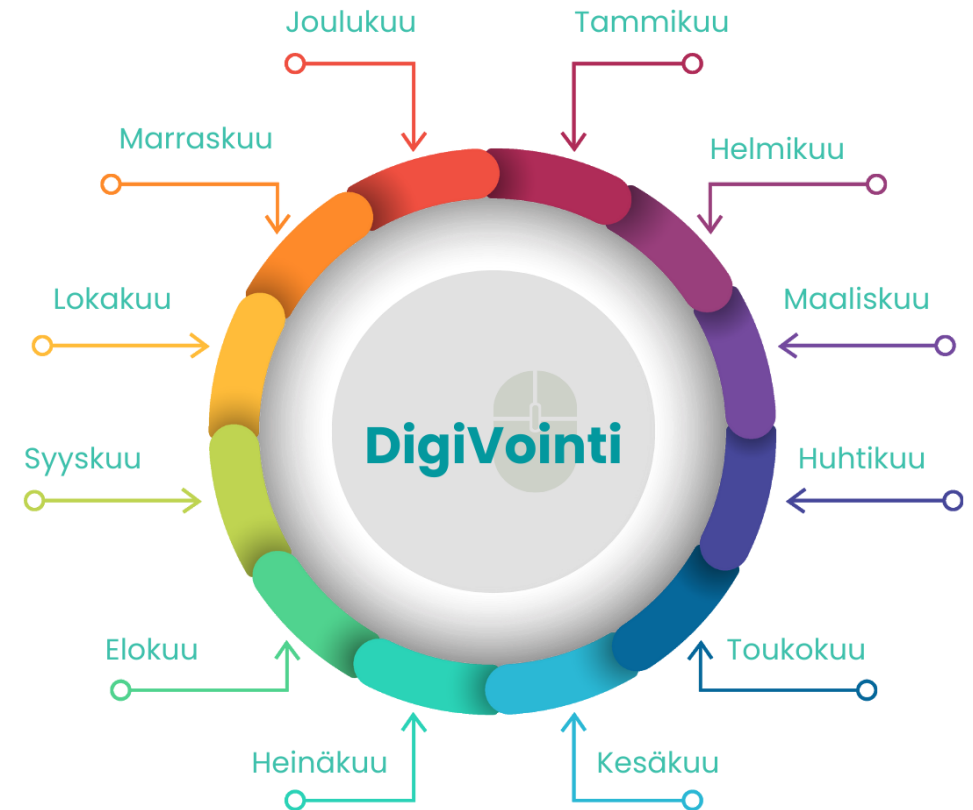 Joulukuu
Tammikuu
Marraskuu
Helmikuu
Lokakuu
Maaliskuu
DigiVointi
Syyskuu
Huhtikuu
Elokuu
Toukokuu
Heinäkuu
Kesäkuu